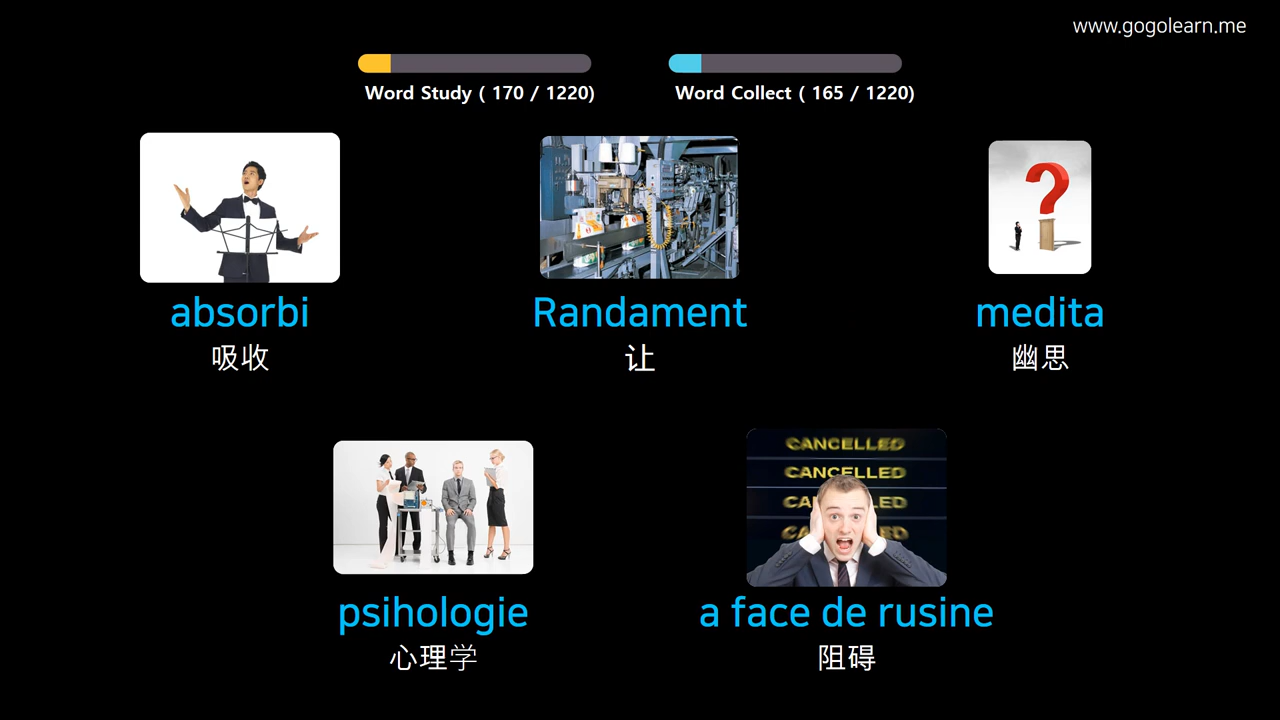 www.gogolearn.me
Word Study ( 170 / 1220)
Word Collect ( 165 / 1220)
absorbi
吸收
Randament
让
medita
幽思
CANCELLED
CANCELLED
psihologie
心理学
a face de rusine
阻碍